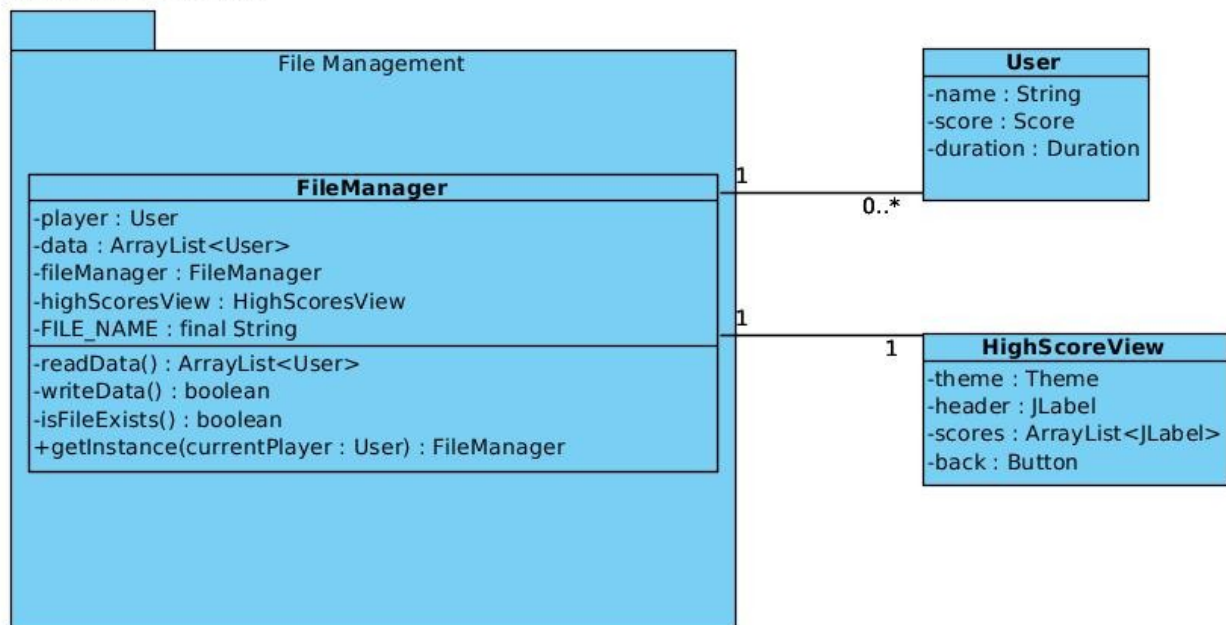 File Management
FileManager
-player : User
-data : ArrayList<User>
-fileManager : FileManager
-highScoresView : HighScoresView
-FILE_NAME : final String
-readData() : ArrayList<User>
-writeData() : boolean
-isFileExists() : boolean
+getInstance(currentPlayer : User) : FileManager
1
0..*
User
-name : String
-score : Score
-duration : Duration
1
1
HighScoreView
-theme : Theme
-header : JLabel
-scores : ArrayList<JLabel>
-back : Button